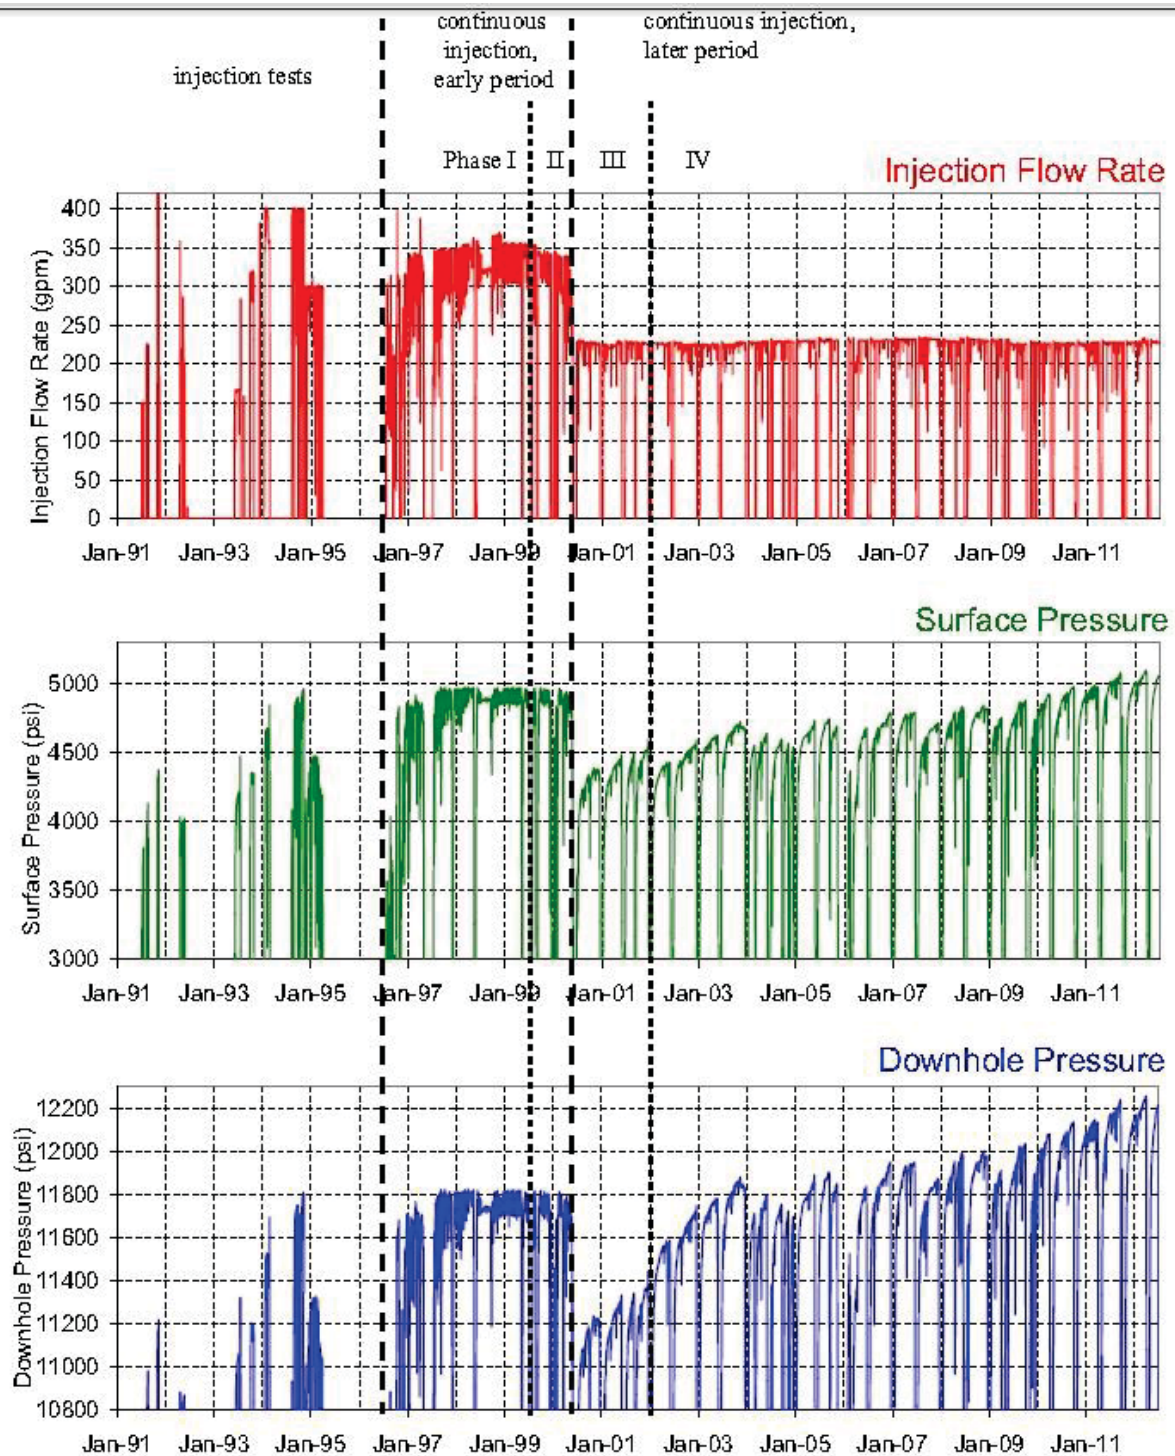 continuous
injection,
early period
continuous injection,
later period
injection tests
Phase I
II
III
IV
Injection Flow Rate
Injection Flow Rate (gpm)
400
350
300
250
200
150
100
50
0
Jan-91 Jan-93 Jan-95 Jan-97 Jan-99 Jan-01 Jan-03 Jan-05 Jan-07 Jan-09 Jan-11
Surface Pressure
Surface Pressure (psi)
5000
4500
4000
3500
3000
Jan-91 Jan-93 Jan-95 Jan-97 Jan-99 Jan-01 Jan-03 Jan-05 Jan-07 Jan-09 Jan-11
Downhole Pressure
Downhole Pressure (psi)
12200
12000
11800
11600
11400
11200
11000
10800
Jan-91 Jan-93 Jan-95 Jan-97 Jan-99 Jan-01 Jan-03 Jan-05 Jan-07 Jan-09 Jan-11